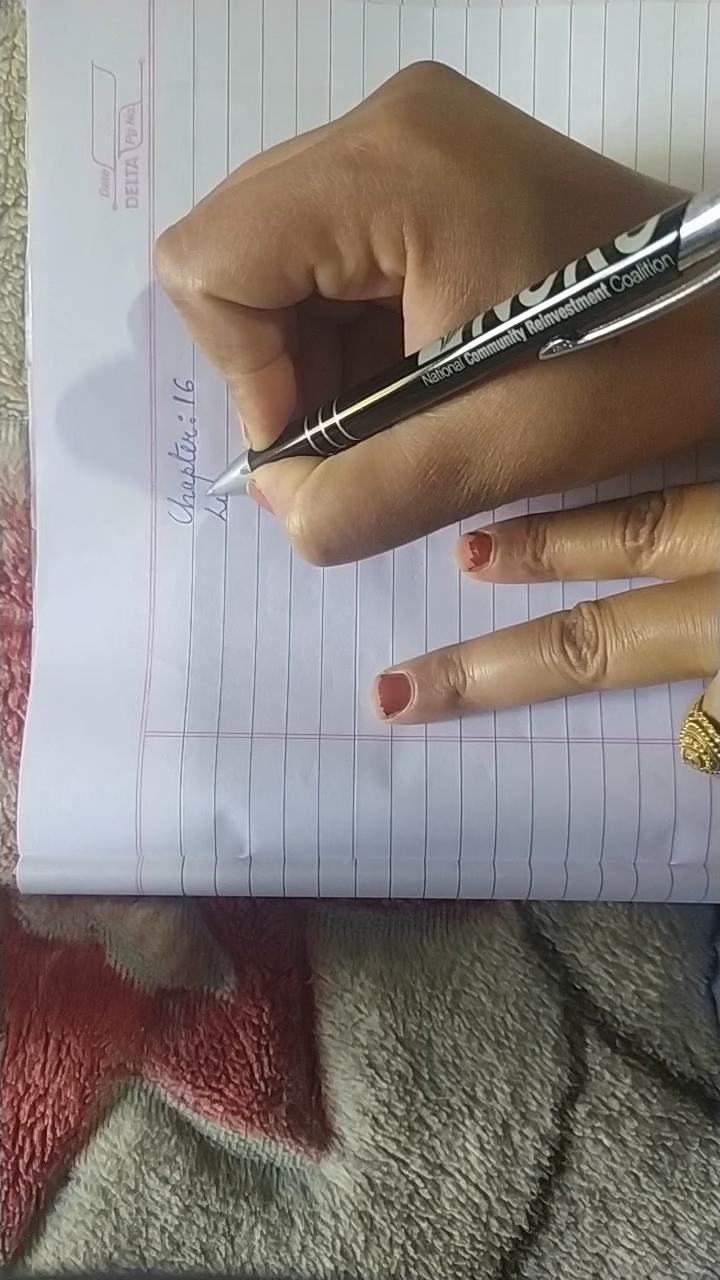 Date
DELTA Pg No.
Chapter: 16
National Community Reinvestment Coalition